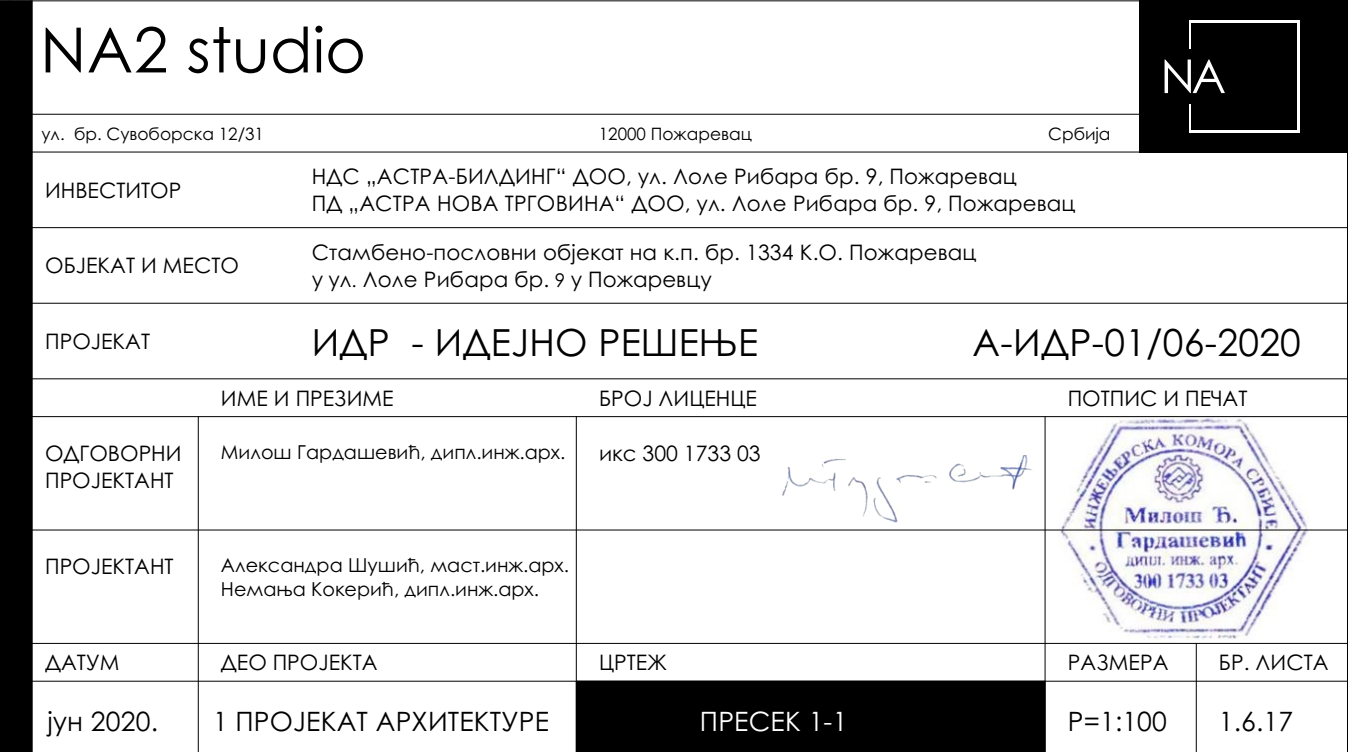 NA2 studio
NA
ул. бр. Сувоборска 12/31 12000 Пожаревац Србија
ИНВЕСТИТОР
НДС „АСТРА-БИЛДИНГ“ ДОО, ул. Лоле Рибара бр. 9, Пожаревац
ПД „АСТРА НОВА ТРГОВИНА“ ДОО, ул. Лоле Рибара бр. 9, Пожаревац
ОБЈЕКАТ И МЕСТО
Стамбено-пословни објекат на к.п. бр. 1334 К.О. Пожаревац
у ул. Лоле Рибара бр. 9 у Пожаревцу
ПРОЈЕКАТ ИДР - ИДЕЈНО РЕШЕЊЕ А-ИДР-01/06-2020
ИМЕ И ПРЕЗИМЕ БРОЈ ЛИЦЕНЦЕ ПОТПИС И ПЕЧАТ
ОДГОВОРНИ
ПРОЈЕКТАНТ
Милош Гардашевић, дипл.инж.арх. икс 300 1733 03
ИНЖЕЊЕРСКА КОМОРА СРБИЈЕ
Милош Ђ.
Гардашевић
дипл. инж. арх.
300 1733 03
ОДГОВОРНИ ПРОЈЕКТАНТ
ПРОЈЕКТАНТ
Александра Шушић, маст.инж.арх.
Немања Кокерић, дипл.инж.арх.
ДАТУМ ДЕО ПРОЈЕКТА ЦРТЕЖ РАЗМЕРА БР. ЛИСТА
јун 2020. 1 ПРОЈЕКАТ АРХИТЕКТУРЕ ПРЕСЕК 1-1 Р=1:100 1.6.17